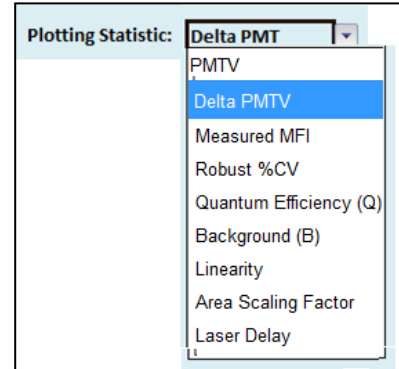 Plotting Statistic: Delta PMT
PMTV
Delta PMTV
Measured MFI
Robust %CV
Quantum Efficiency (Q)
Background (B)
Linearity
Area Scaling Factor
Laser Delay